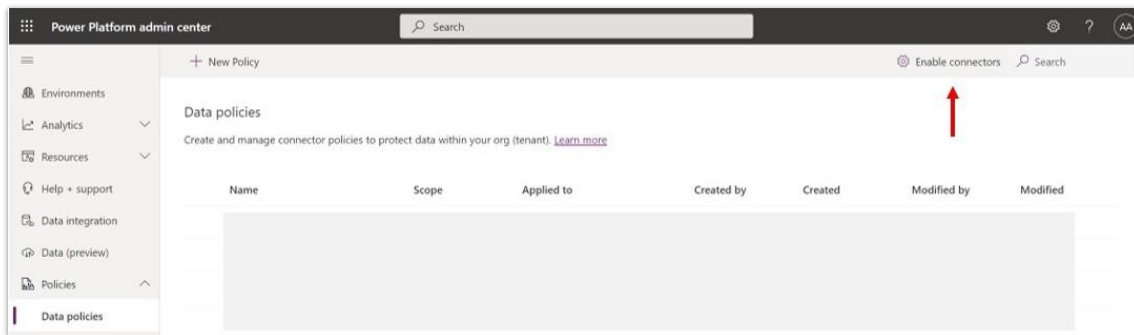 Power Platform admin center
Search
?
AA
+ New Policy
Enable connectors
Search
Environments
Analytics
Resources
Help + support
Data integration
Data (preview)
Policies
Data policies
Data policies
Create and manage connector policies to protect data within your org (tenant). Learn more
Name Scope Applied to Created by Created Modified by Modified